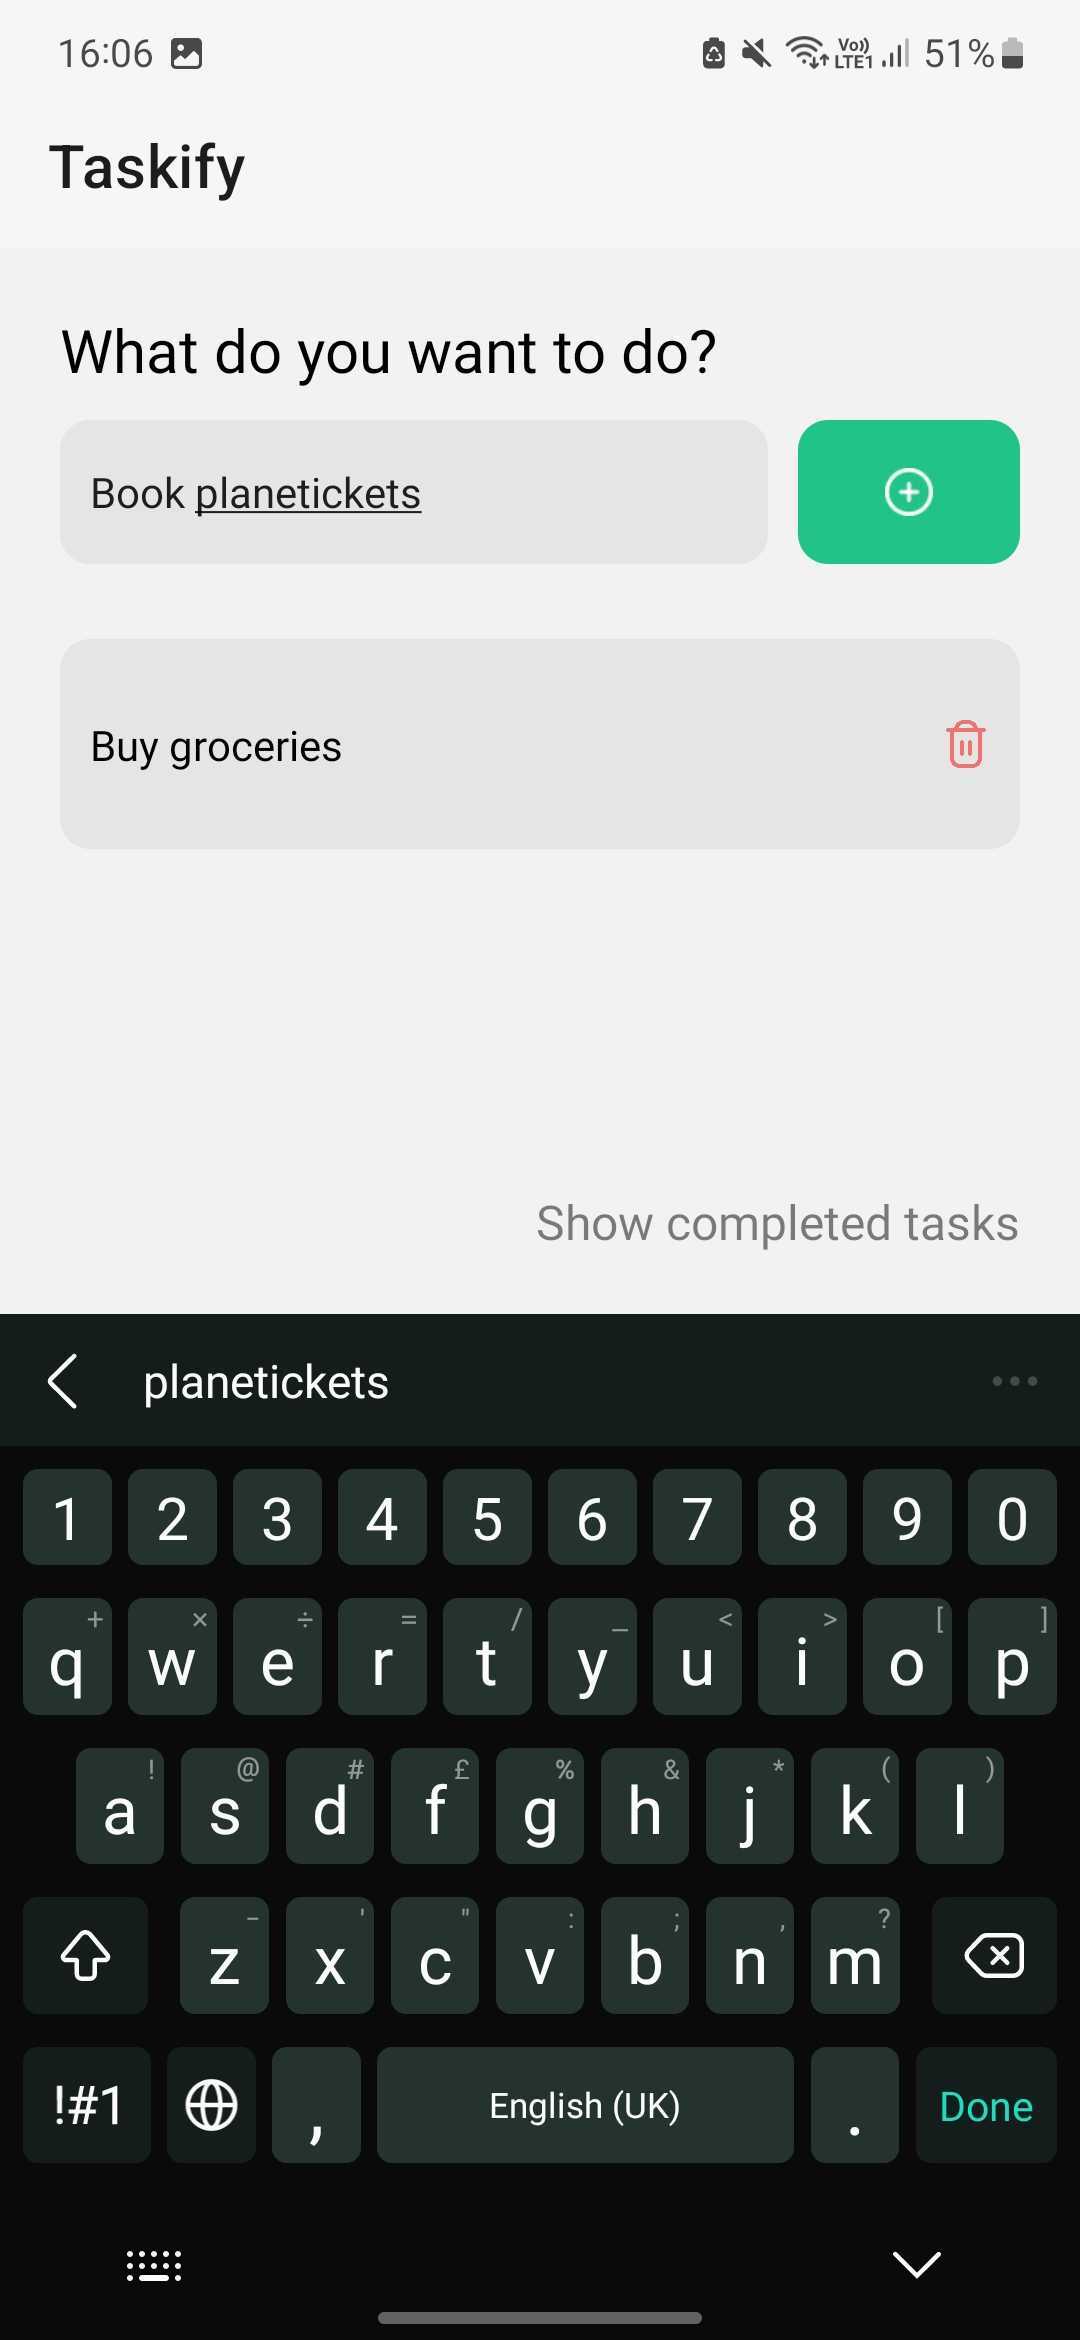 16:06 Vo)) LTE1 51%
Taskify
What do you want to do?
Book planetickets
Buy groceries
Show completed tasks
planetickets
1 2 3 4 5 6 7 8 9 0
+ × ÷ = / _ < > [ ]
q w e r t y u i o p
! @ # £ % & * ( )
a s d f g h j k l
- ' " : ; , ?
z x c v b n m
!#1 , English (UK) . Done